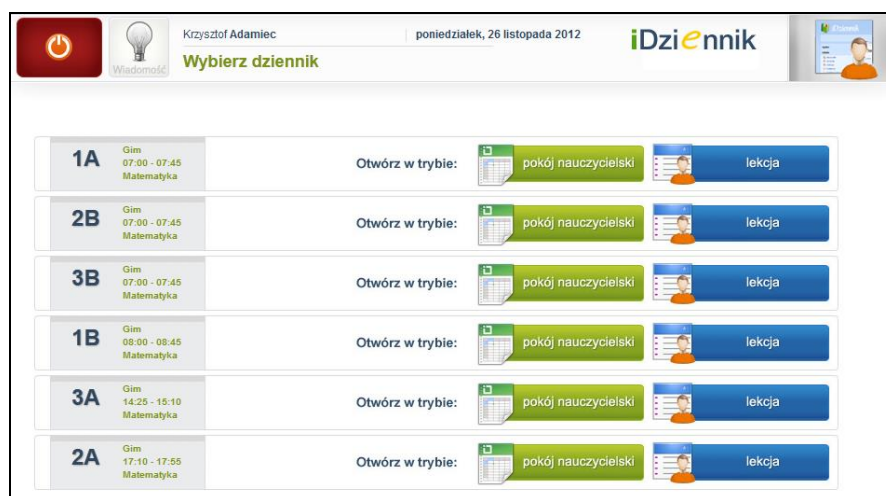 Krzysztof Adamiec
poniedziałek, 26 listopada 2012
iDziennik
Wiadomość
Wybierz dziennik
1A
Gim
07:00 - 07:45
Matematyka
Otwórz w trybie:
pokój nauczycielski
lekcja
2B
Gim
07:00 - 07:45
Matematyka
Otwórz w trybie:
pokój nauczycielski
lekcja
3B
Gim
07:00 - 07:45
Matematyka
Otwórz w trybie:
pokój nauczycielski
lekcja
1B
Gim
08:00 - 08:45
Matematyka
Otwórz w trybie:
pokój nauczycielski
lekcja
3A
Gim
14:25 - 15:10
Matematyka
Otwórz w trybie:
pokój nauczycielski
lekcja
2A
Gim
17:10 - 17:55
Matematyka
Otwórz w trybie:
pokój nauczycielski
lekcja